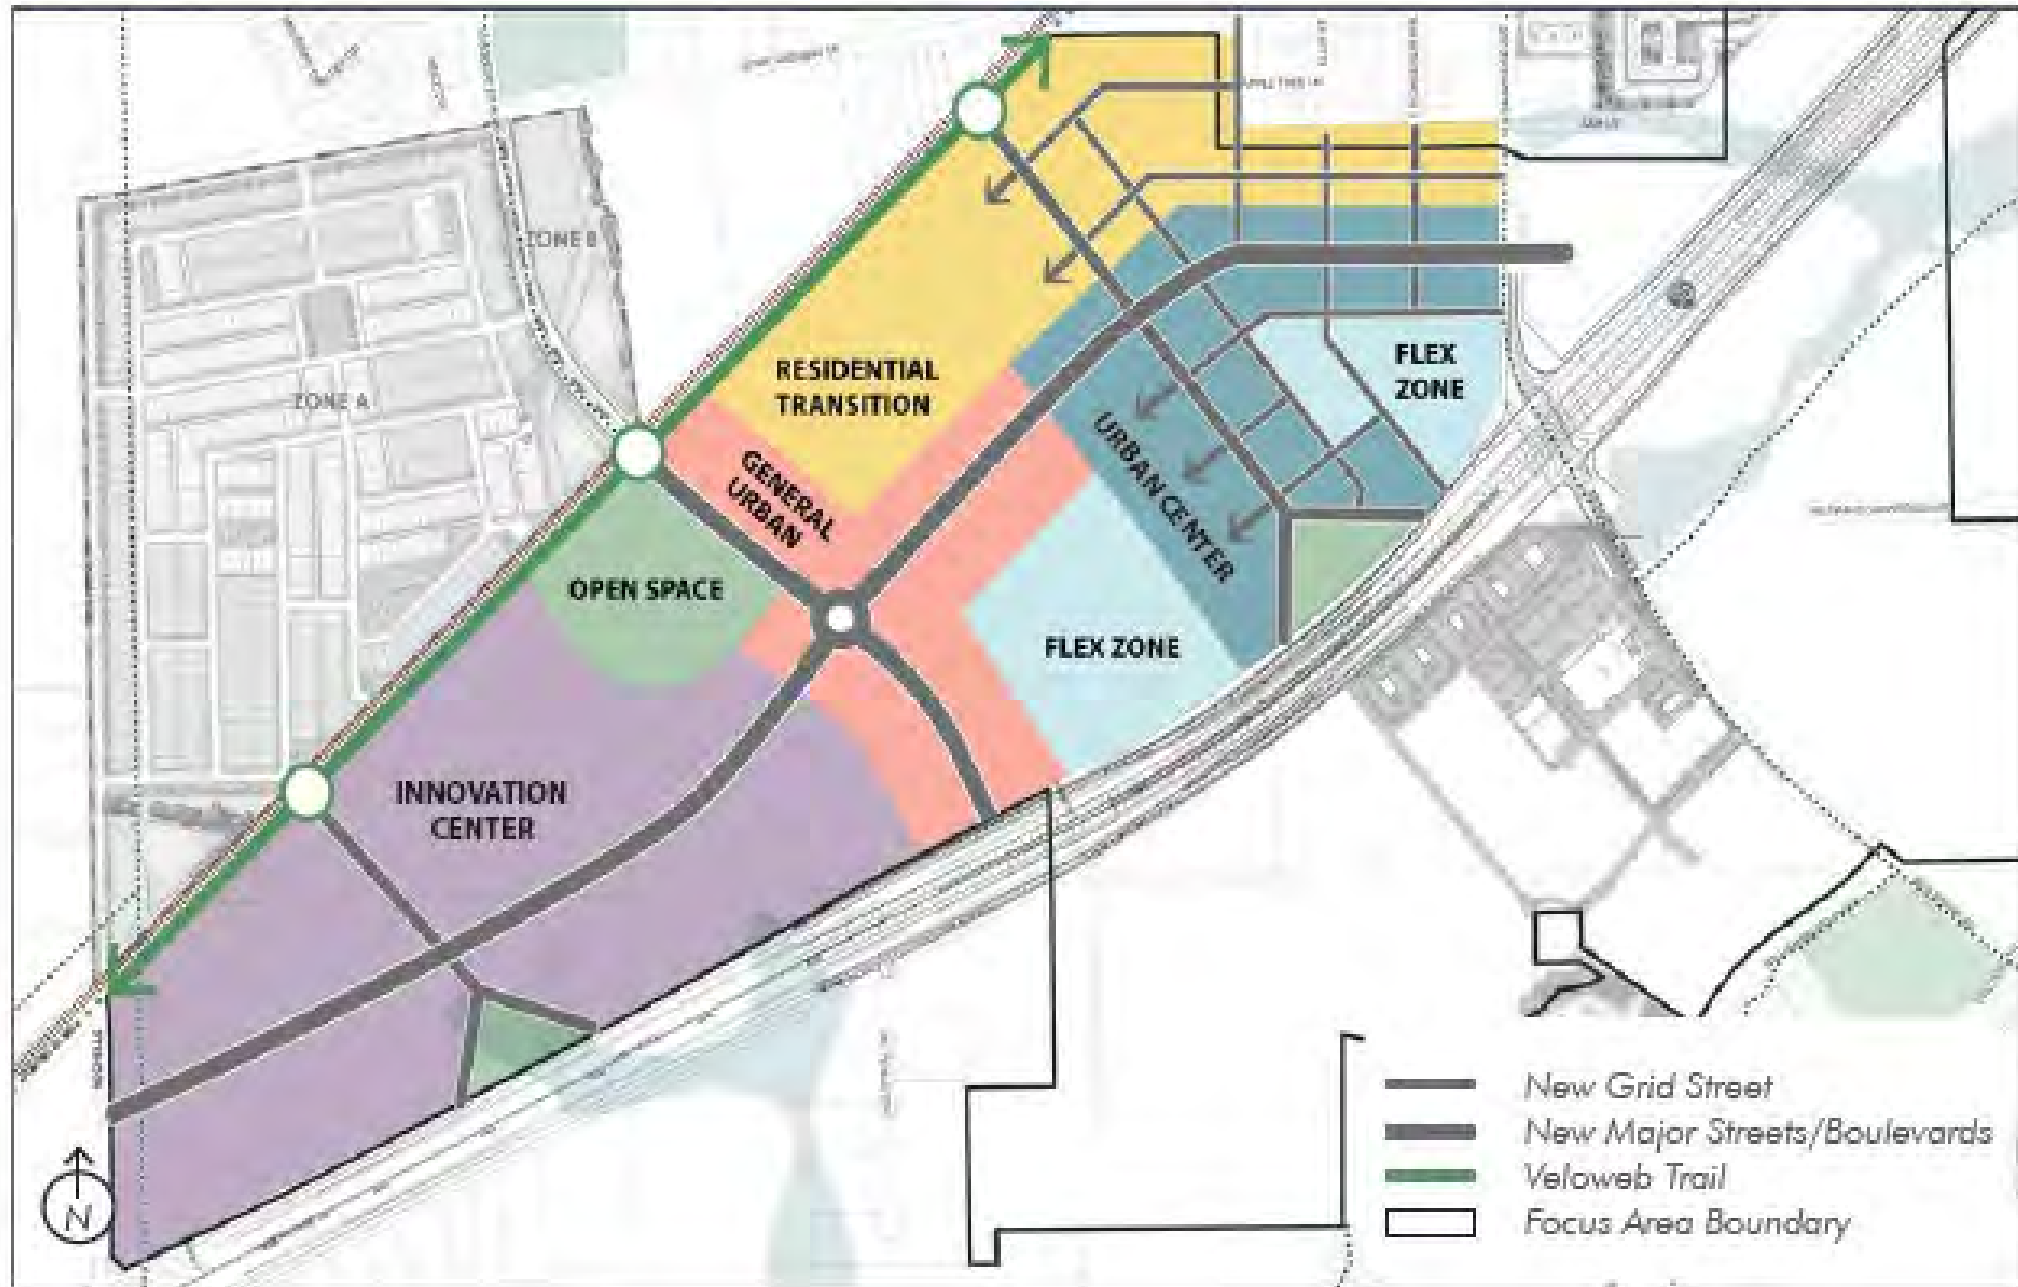 ZONE B
ZONE A
RESIDENTIAL
TRANSITION
FLEX
ZONE
GENERAL
URBAN
URBAN CENTER
OPEN SPACE
FLEX ZONE
INNOVATION
CENTER
N
New Grid Street
New Major Streets/Boulevards
Veloweb Trail
Focus Area Boundary